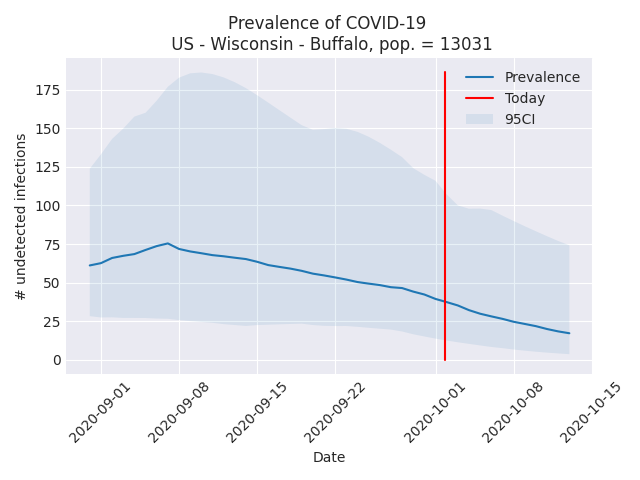 Prevalence of COVID-19
US - Wisconsin - Buffalo, pop. = 13031
Prevalence
Today
95CI
175
150
125
100
75
50
25
0
# undetected infections
2020-09-01
2020-09-08
2020-09-15
2020-09-22
2020-10-01
2020-10-08
2020-10-15
Date